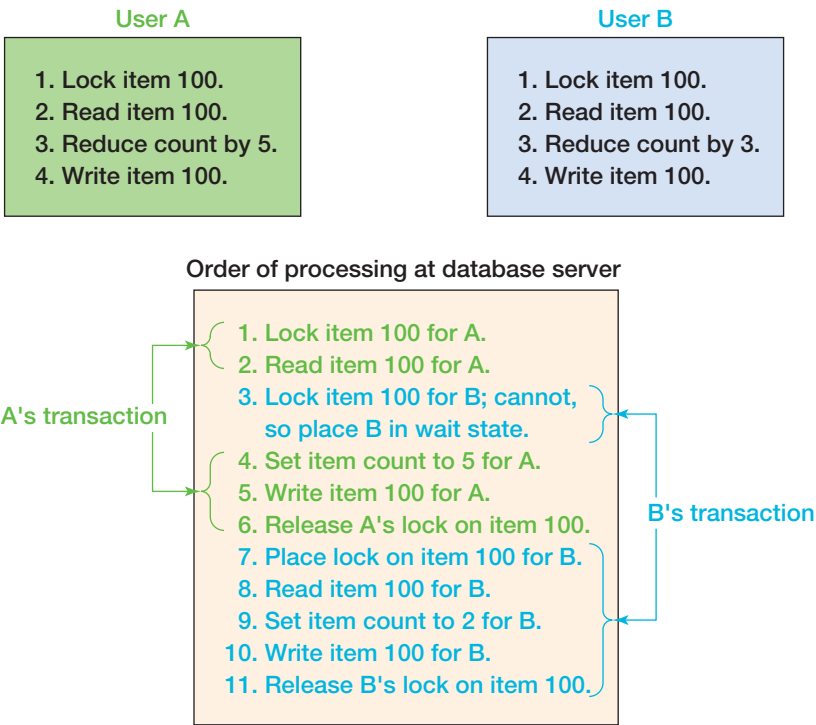 User A
1. Lock item 100.
2. Read item 100.
3. Reduce count by 5.
4. Write item 100.
User B
1. Lock item 100.
2. Read item 100.
3. Reduce count by 3.
4. Write item 100.
Order of processing at database server
1. Lock item 100 for A.
2. Read item 100 for A.
3. Lock item 100 for B; cannot,
so place B in wait state.
4. Set item count to 5 for A.
5. Write item 100 for A.
6. Release A's lock on item 100.
7. Place lock on item 100 for B.
8. Read item 100 for B.
9. Set item count to 2 for B.
10. Write item 100 for B.
11. Release B's lock on item 100.
A's transaction
B's transaction